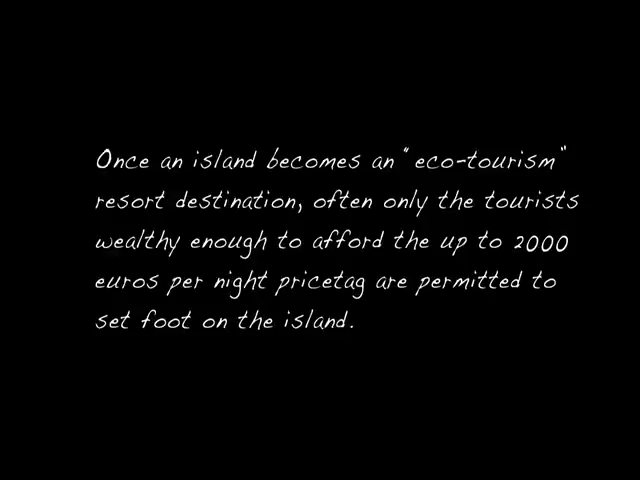 Once an island becomes an "eco-tourism"
resort destination, often only the tourists
wealthy enough to afford the up to 2000
euros per night pricetag are permitted to
set foot on the island.